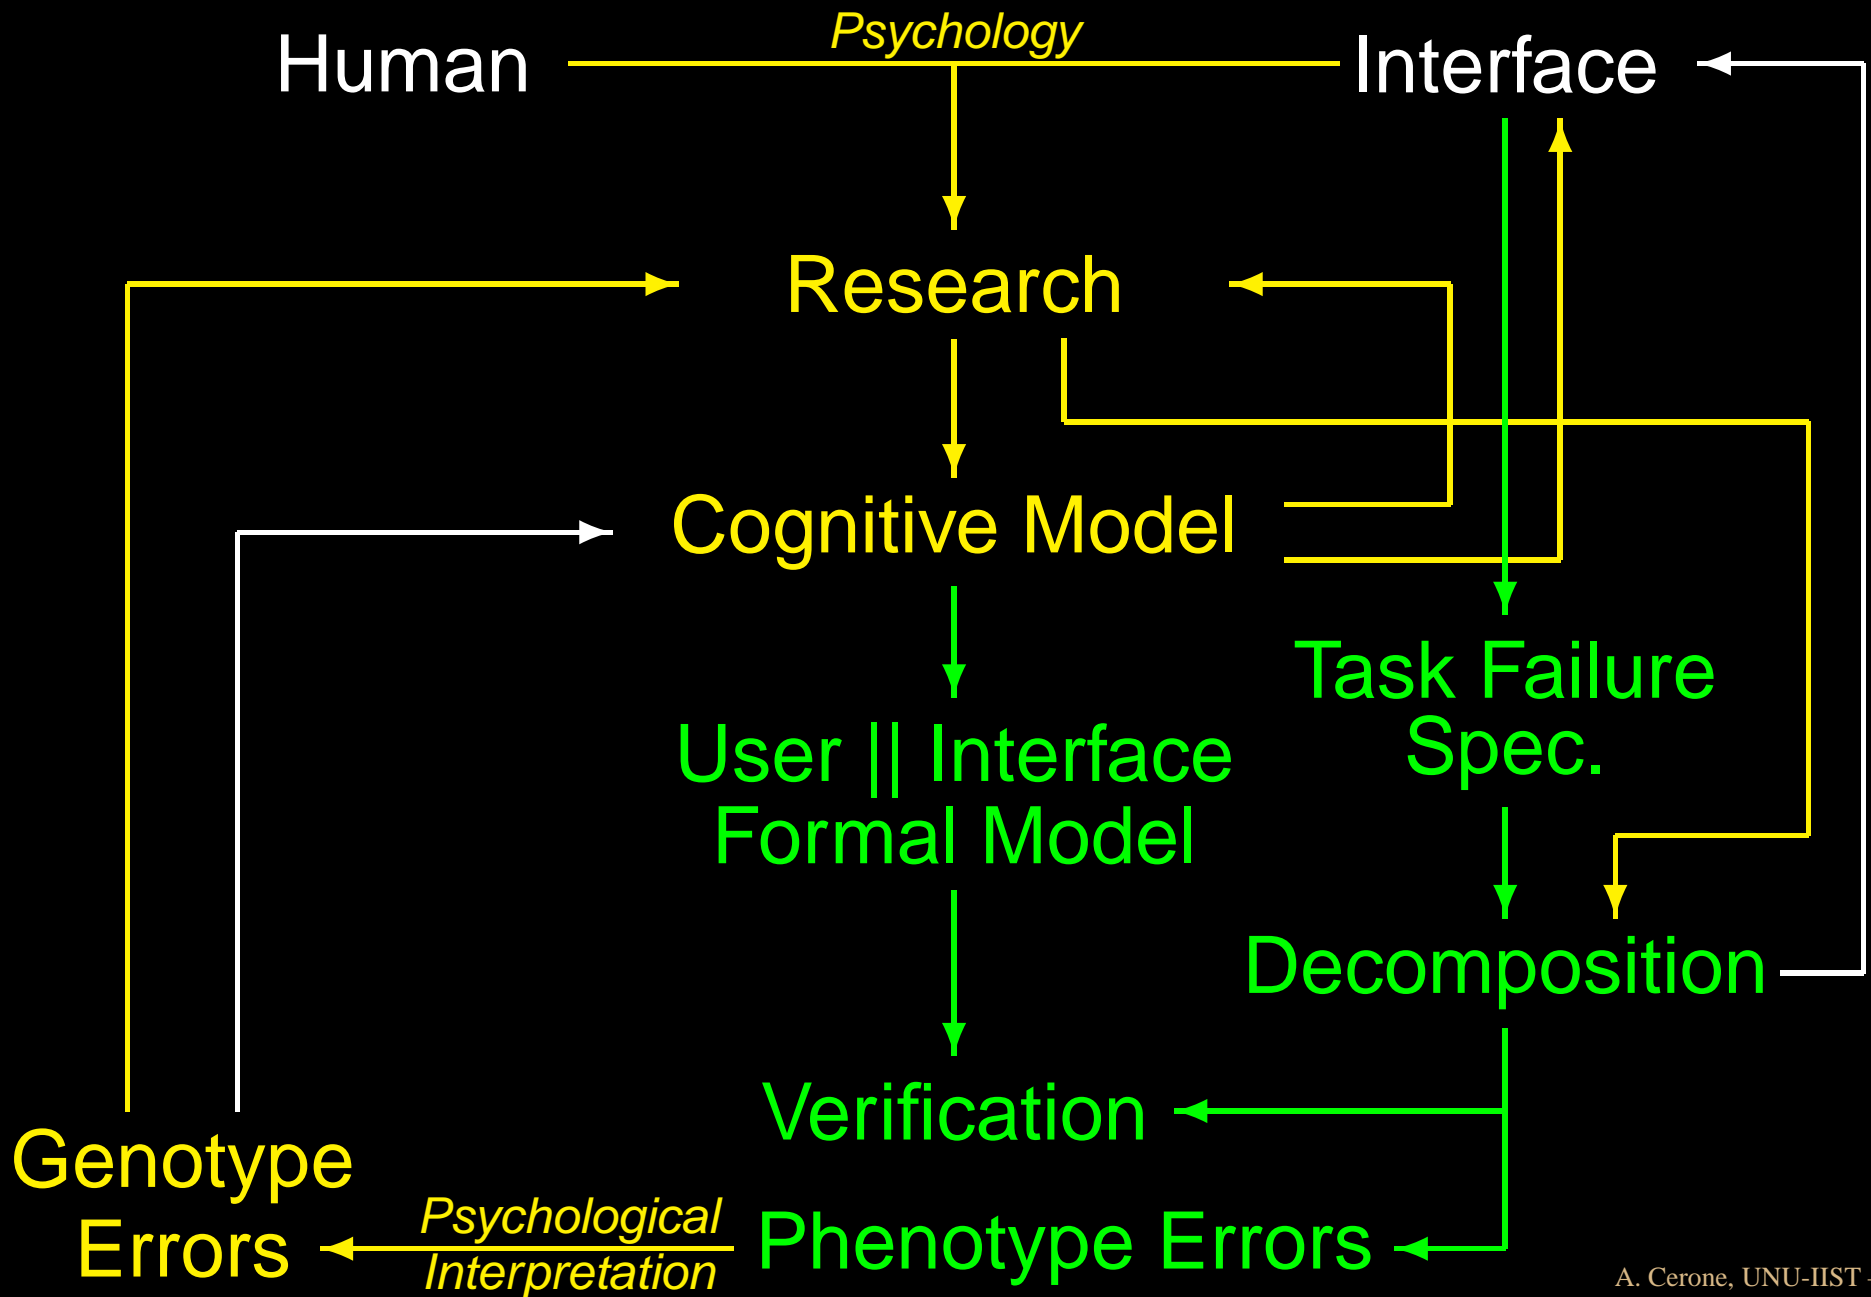 Psychology
Human
Interface
Research
Cognitive Model
Task Failure
Spec.
User || Interface
Formal Model
Decomposition
Verification
Genotype
Errors
Psychological
Interpretation
Phenotype Errors
A. Cerone, UNU-IIST -